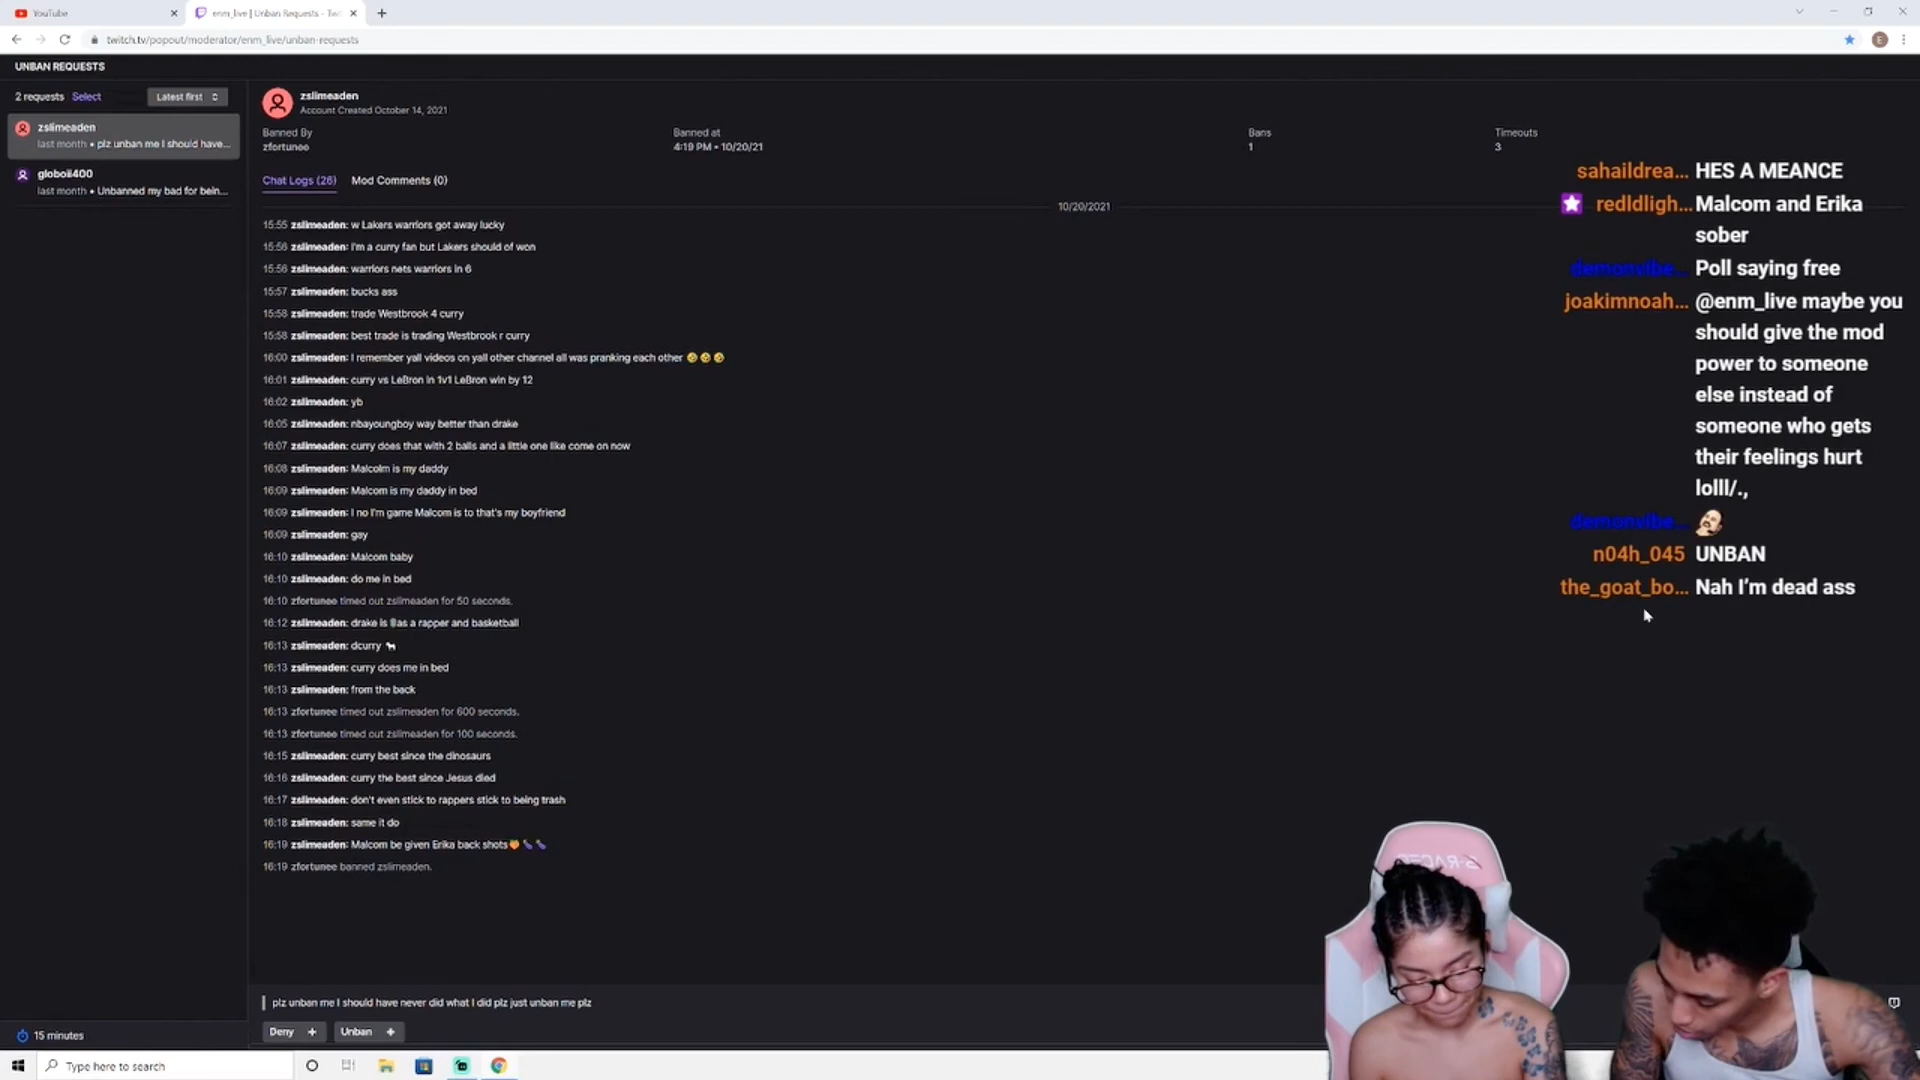 YouTube
enm_live | Unban Requests - Twi
twitch.tv/popout/moderator/enm_live/unban-requests
E
UNBAN REQUESTS
2 requests Select Latest first
zslimeaden
last month • plz unban me I should have...
globoii400
last month • Unbanned my bad for bein...
15 minutes
zslimeaden
Account Created October 14, 2021
Banned By
zfortunee
Banned at
4:19 PM • 10/20/21
Bans
1
Timeouts
3
Chat Logs (26) Mod Comments (0)
10/20/2021
15:55 zslimeaden: w Lakers warriors got away lucky
15:56 zslimeaden: I'm a curry fan but Lakers should of won
15:56 zslimeaden: warriors nets warriors in 6
15:57 zslimeaden: bucks ass
15:58 zslimeaden: trade Westbrook 4 curry
15:58 zslimeaden: best trade is trading Westbrook r curry
16:00 zslimeaden: I remember yall videos on yall other channel all was pranking each other 🤣🤣🤣
16:01 zslimeaden: curry vs LeBron in 1v1 LeBron win by 12
16:02 zslimeaden: yb
16:05 zslimeaden: nbayoungboy way better than drake
16:07 zslimeaden: curry does that with 2 balls and a little one like come on now
16:08 zslimeaden: Malcolm is my daddy
16:09 zslimeaden: Malcom is my daddy in bed
16:09 zslimeaden: I no I'm game Malcom is to that's my boyfriend
16:09 zslimeaden: gay
16:10 zslimeaden: Malcom baby
16:10 zslimeaden: do me in bed
16:10 zfortunee timed out zslimeaden for 50 seconds.
16:12 zslimeaden: drake is as a rapper and basketball
16:13 zslimeaden: dcurry 🐐
16:13 zslimeaden: curry does me in bed
16:13 zslimeaden: from the back
16:13 zfortunee timed out zslimeaden for 600 seconds.
16:13 zfortunee timed out zslimeaden for 100 seconds.
16:15 zslimeaden: curry best since the dinosaurs
16:16 zslimeaden: curry the best since Jesus died
16:17 zslimeaden: don't even stick to rappers stick to being trash
16:18 zslimeaden: same it do
16:19 zslimeaden: Malcom be given Erika back shots🍑🍆🍆
16:19 zfortunee banned zslimeaden.
plz unban me I should have never did what I did plz just unban me plz
Deny + Unban +
sahaildrea... HES A MEANCE
redldligh... Malcom and Erika
sober
demonvibe... Poll saying free
joakimnoah... @enm_live maybe you
should give the mod
power to someone
else instead of
someone who gets
their feelings hurt
lolll/.,
demonvibe...
n04h_045 UNBAN
the_goat_bo... Nah I'm dead ass
Type here to search